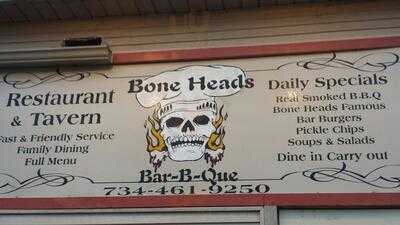 Bone Heads
Restaurant
& Tavern
Fast & Friendly Service
Family Dining
Full Menu
Daily Specials
Real Smoked B.B.Q
Bone Heads Famous
Bar Burgers
Pickle Chips
Soups & Salads
Dine in Carry out
Bar-B-Que
734-461-9250